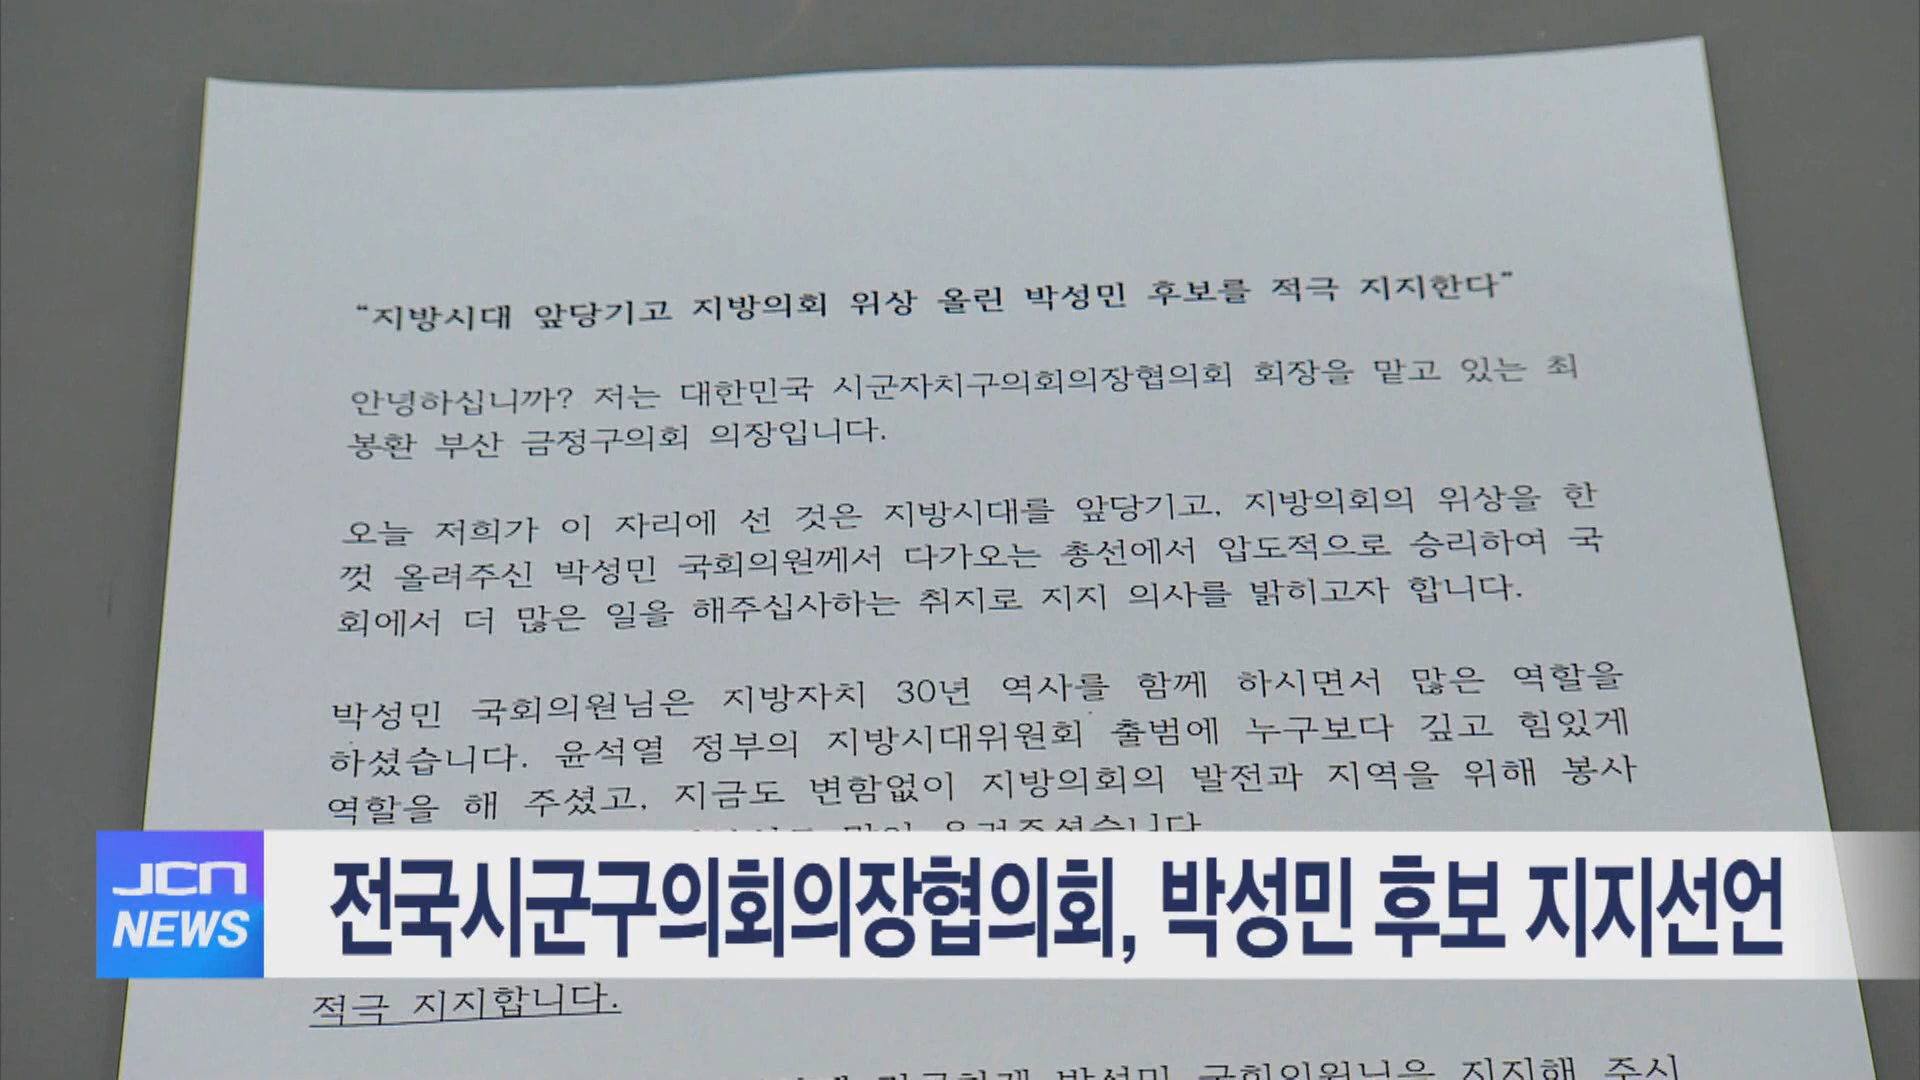 “지방시대 앞당기고 지방의회 위상 올린 박성민 후보를 적극 지지한다”
안녕하십니까? 저는 대한민국 시군자치구의회의장협의회 회장을 맡고 있는 최
봉환 부산 금정구의회 의장입니다.
오늘 저희가 이 자리에 선 것은 지방시대를 앞당기고, 지방의회의 위상을 한
껏 올려주신 박성민 국회의원께서 다가오는 총선에서 압도적으로 승리하여 국
회에서 더 많은 일을 해주십사하는 취지로 지지 의사를 밝히고자 합니다.
박성민 국회의원님은 지방자치 30년 역사를 함께 하시면서 많은 역할을
하셨습니다. 윤석열 정부의 지방시대위원회 출범에 누구보다 깊고 힘있게
역할을 해 주셨고, 지금도 변함없이 지방의회의 발전과 지역을 위해 봉사
JCN
NEWS
전국시군구의회의장협의회, 박성민 후보 지지선언
적극 지지합니다.
박성민 국회의원님을 지지해 주시